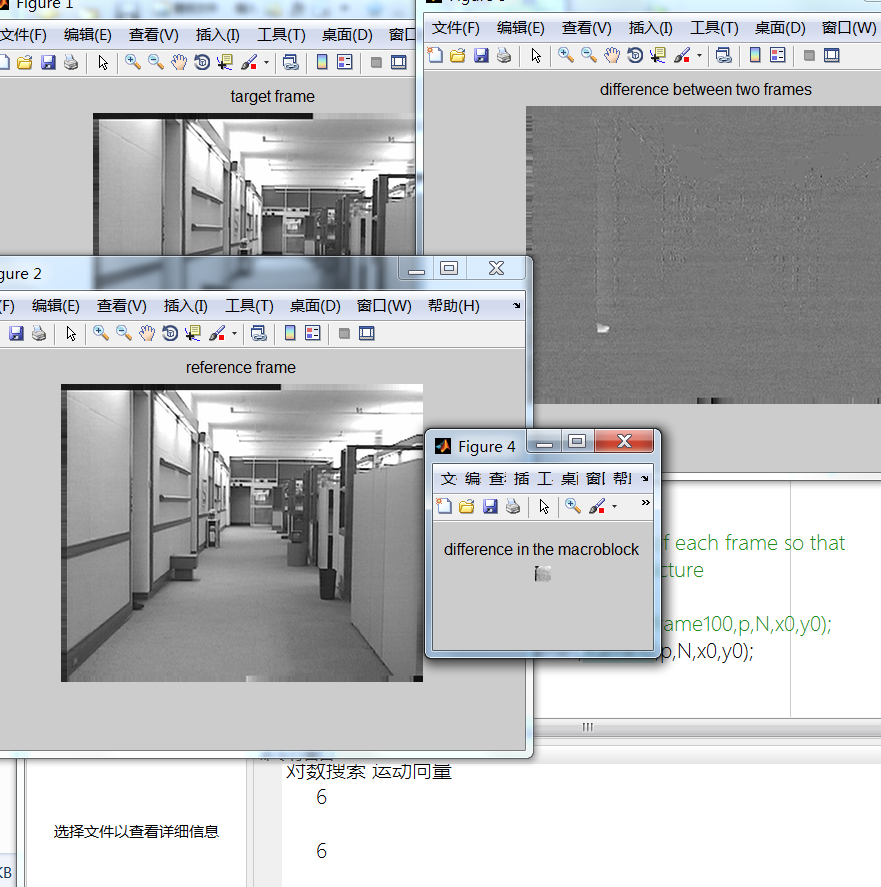 Figure 1
文件(F) 编辑(E) 查看(V) 插入(I) 工具(T) 桌面(D) 窗口
target frame
文件(F) 编辑(E) 查看(V) 插入(I) 工具(T) 桌面(D) 窗口(W)
difference between two frames
gure 2
(F) 编辑(E) 查看(V) 插入(I) 工具(T) 桌面(D) 窗口(W) 帮助(H)
reference frame
Figure 4
文 编 查 插 工 桌 窗 帮
difference in the macroblock
f each frame so that
cture
ame100,p,N,x0,y0);
p,N,x0,y0);
对数搜索 运动向量
6
6
选择文件以查看详细信息
KB